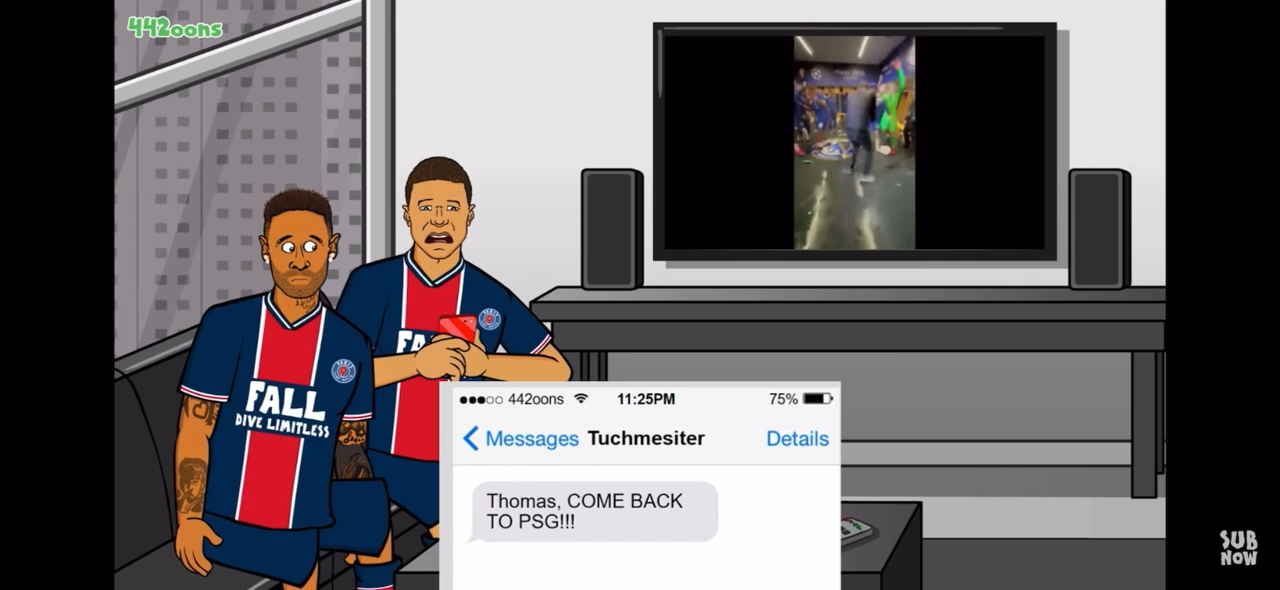 442oons
FALL
DIVE LIMITLESS
FA
●●●○○ 442oons
11:25PM
75%
Messages
Tuchmesiter
Details
Thomas, COME BACK
TO PSG!!!
SUB
NOW